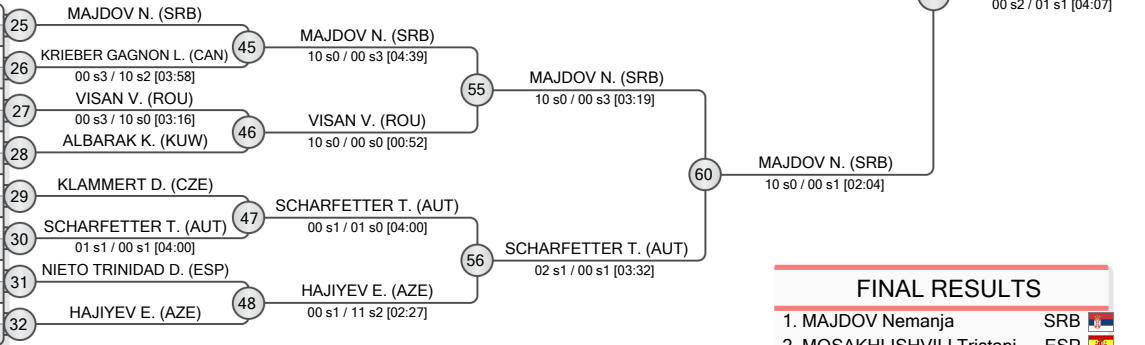 00 s2 / 01 s1 [04:07]
25
MAJDOV N. (SRB)
26
KRIEBER GAGNON L. (CAN)
00 s3 / 10 s2 [03:58]
45
MAJDOV N. (SRB)
10 s0 / 00 s3 [04:39]
27
VISAN V. (ROU)
00 s3 / 10 s0 [03:16]
28
ALBARAK K. (KUW)
46
VISAN V. (ROU)
10 s0 / 00 s0 [00:52]
55
MAJDOV N. (SRB)
10 s0 / 00 s3 [03:19]
29
KLAMMERT D. (CZE)
30
SCHARFETTER T. (AUT)
01 s1 / 00 s1 [04:00]
47
SCHARFETTER T. (AUT)
00 s1 / 01 s0 [04:00]
31
NIETO TRINIDAD D. (ESP)
32
HAJIYEV E. (AZE)
48
HAJIYEV E. (AZE)
00 s1 / 11 s2 [02:27]
56
SCHARFETTER T. (AUT)
02 s1 / 00 s1 [03:32]
60
MAJDOV N. (SRB)
10 s0 / 00 s1 [02:04]
FINAL RESULTS
1. MAJDOV Nemanja SRB
2. MOSAKHLISHVILI Tristani ESP